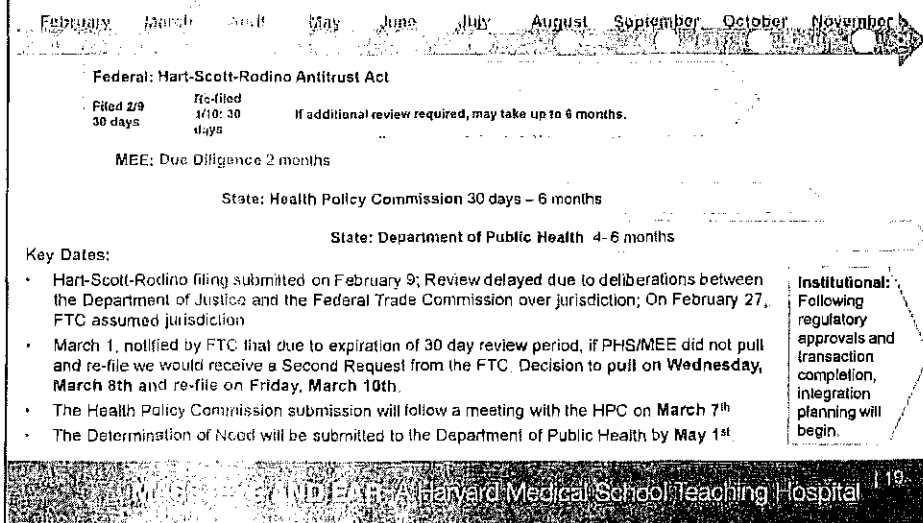 February March April May June July August September October November
Federal: Hart-Scott-Rodino Antitrust Act
Filed 2/9
30 days
Re-filed
3/10: 30
days
If additional review required, may take up to 6 months.
MEE: Due Diligence 2 months
State: Health Policy Commission 30 days – 6 months
State: Department of Public Health 4-6 months
Key Dates:
• Hart-Scott-Rodino filing submitted on February 9; Review delayed due to deliberations between
the Department of Justice and the Federal Trade Commission over jurisdiction; On February 27,
FTC assumed jurisdiction
• March 1, notified by FTC that due to expiration of 30 day review period, if PHS/MEE did not pull
and re-file we would receive a Second Request from the FTC. Decision to pull on Wednesday,
March 8th and re-file on Friday, March 10th.
• The Health Policy Commission submission will follow a meeting with the HPC on March 7th
• The Determination of Need will be submitted to the Department of Public Health by May 1st.
Institutional:
Following
regulatory
approvals and
transaction
completion,
integration
planning will
begin.
AND EAR A Harvard Medical School Teaching Hospital
| 19